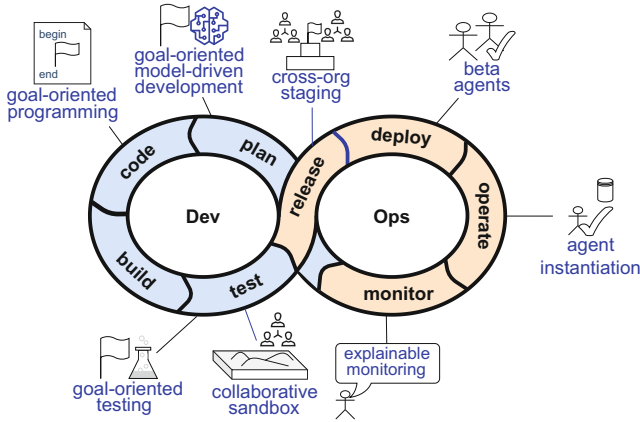 begin
end
goal-oriented
programming
goal-oriented
model-driven
development
cross-org
staging
beta
agents
code
plan
release
deploy
operate
Dev
Ops
build
test
monitor
agent
instantiation
goal-oriented
testing
collaborative
sandbox
explainable
monitoring